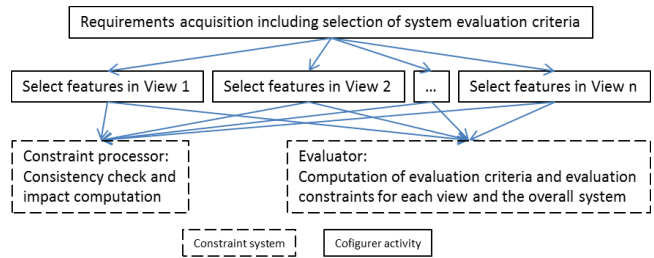 Requirements acquisition including selection of system evaluation criteria
Select features in View 1
Select features in View 2
...
Select features in View n
Constraint processor:
Consistency check and
impact computation
Evaluator:
Computation of evaluation criteria and evaluation
constraints for each view and the overall system
Constraint system
Cofigurer activity